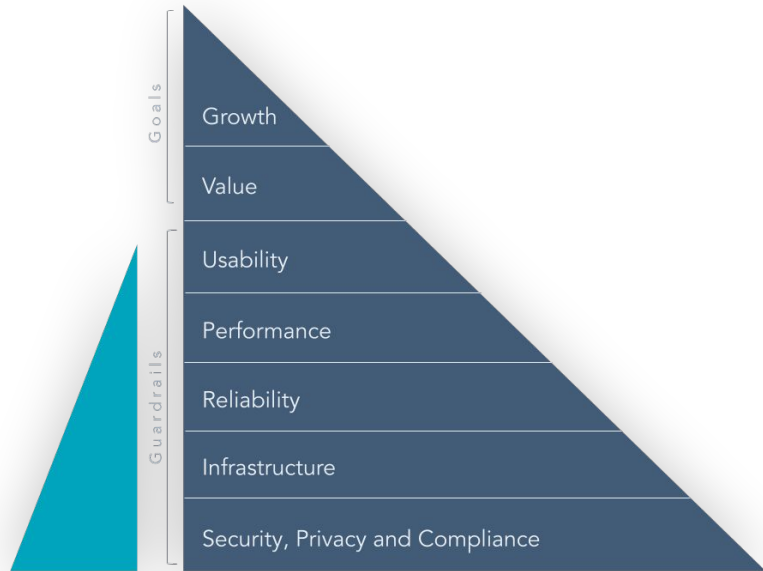 Goals
Growth
Value
Guardrails
Usability
Performance
Reliability
Infrastructure
Security, Privacy and Compliance